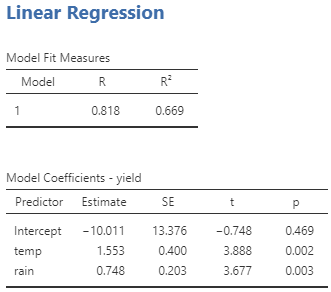 Linear Regression
Model Fit Measures
Model R R²
1 0.818 0.669
Model Coefficients - yield
Predictor Estimate SE t p
Intercept −10.011 13.376 −0.748 0.469
temp 1.553 0.400 3.888 0.002
rain 0.748 0.203 3.677 0.003